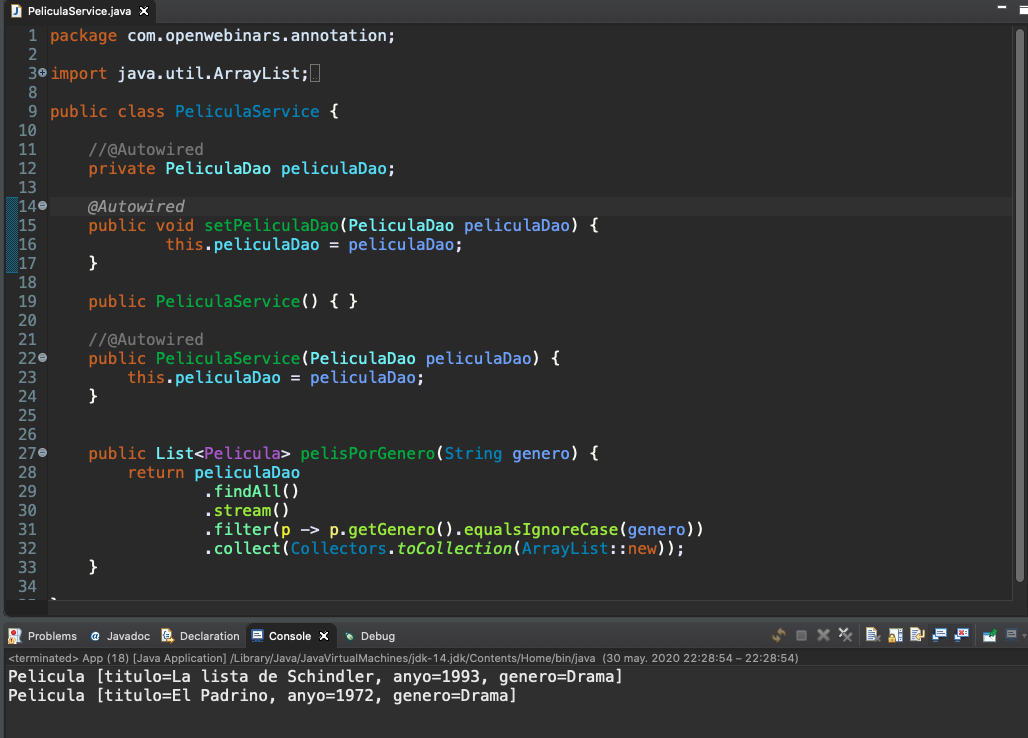 PeliculaService.java
1 package com.openwebinars.annotation;
2
3 import java.util.ArrayList;
8
9 public class PeliculaService {
10
11 //@Autowired
12 private PeliculaDao peliculaDao;
13
14 @Autowired
15 public void setPeliculaDao(PeliculaDao peliculaDao) {
16 this.peliculaDao = peliculaDao;
17 }
18
19 public PeliculaService() { }
20
21 //@Autowired
22 public PeliculaService(PeliculaDao peliculaDao) {
23 this.peliculaDao = peliculaDao;
24 }
25
26
27 public List<Pelicula> pelisPorGenero(String genero) {
28 return peliculaDao
29 .findAll()
30 .stream()
31 .filter(p -> p.getGenero().equalsIgnoreCase(genero))
32 .collect(Collectors.toCollection(ArrayList::new));
33 }
34
Problems Javadoc Declaration Console Debug
<terminated> App (18) [Java Application] /Library/Java/JavaVirtualMachines/jdk-14.jdk/Contents/Home/bin/java (30 may. 2020 22:28:54 – 22:28:54)
Pelicula [titulo=La lista de Schindler, anyo=1993, genero=Drama]
Pelicula [titulo=El Padrino, anyo=1972, genero=Drama]